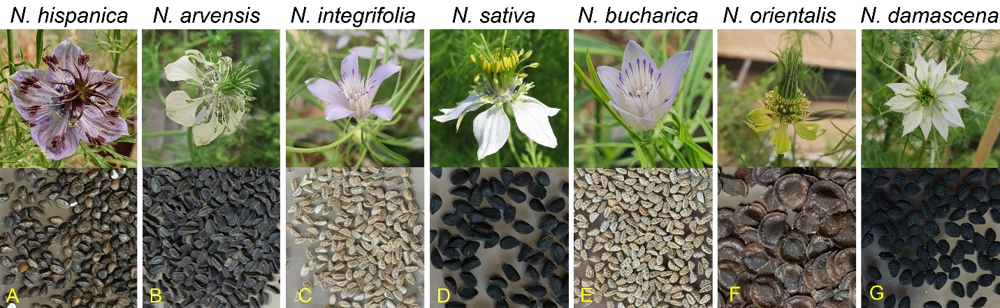 N. hispanica N. arvensis N. integrifolia N. sativa N. bucharica N. orientalis N. damascena
A B C D E F G